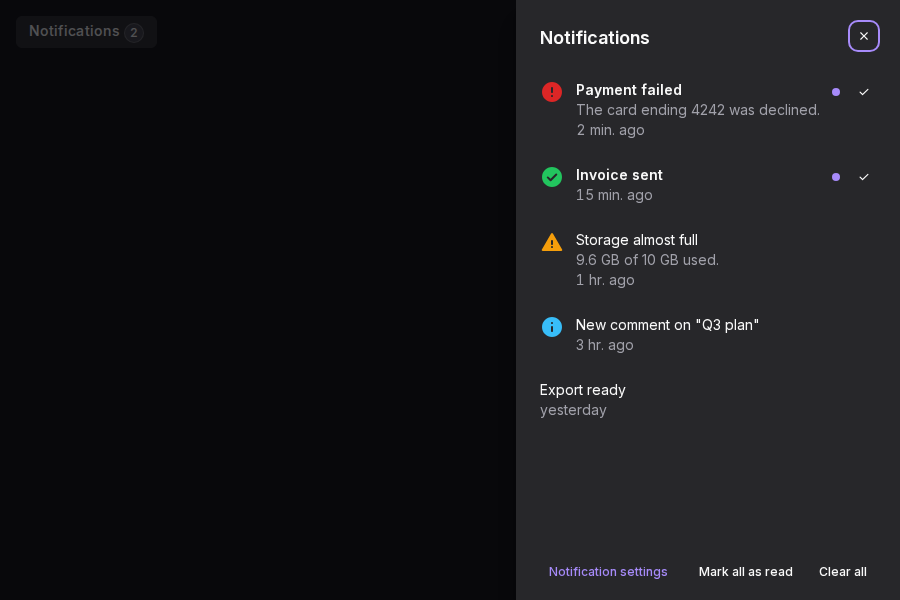 Notifications 2
Notifications
Payment failed
The card ending 4242 was declined.
2 min. ago
Invoice sent
15 min. ago
Storage almost full
9.6 GB of 10 GB used.
1 hr. ago
New comment on "Q3 plan"
3 hr. ago
Export ready
yesterday
Notification settings Mark all as read Clear all